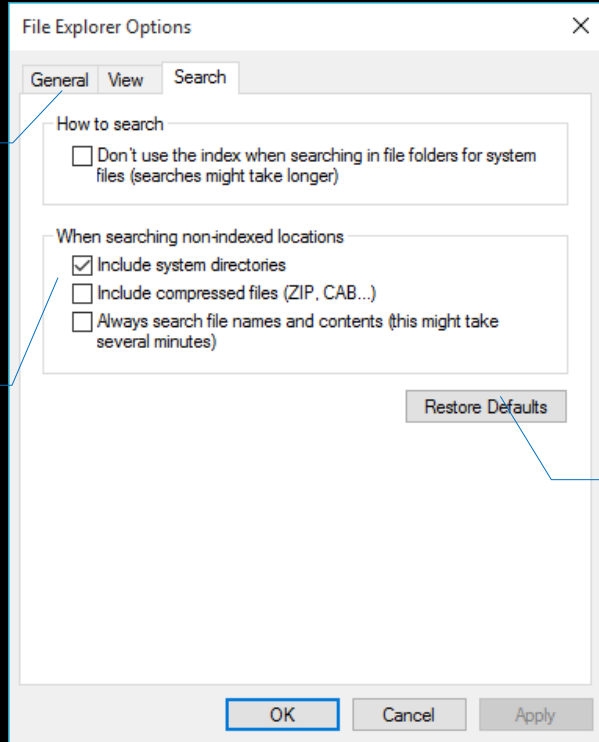 File Explorer Options
General View Search
How to search
Don't use the index when searching in file folders for system
files (searches might take longer)
When searching non-indexed locations
Include system directories
Include compressed files (ZIP, CAB...)
Always search file names and contents (this might take
several minutes)
Restore Defaults
OK Cancel Apply